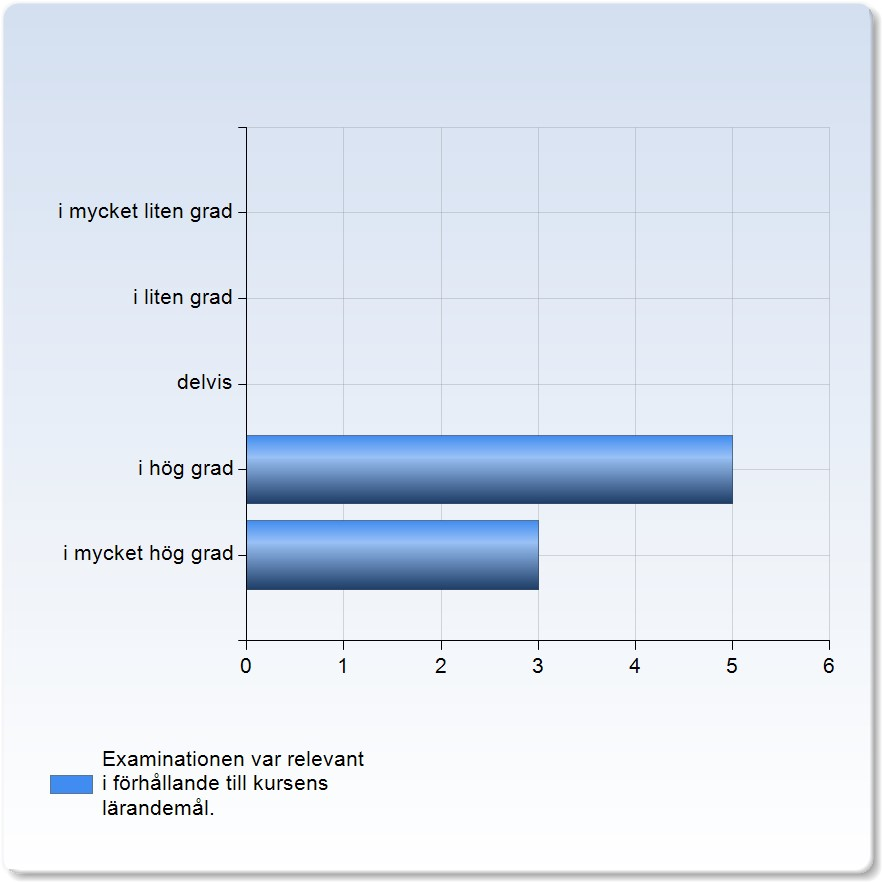 i mycket liten grad
i liten grad
delvis
i hög grad
i mycket hög grad
0 1 2 3 4 5 6
Examinationen var relevant
i förhållande till kursens
lärandemål.